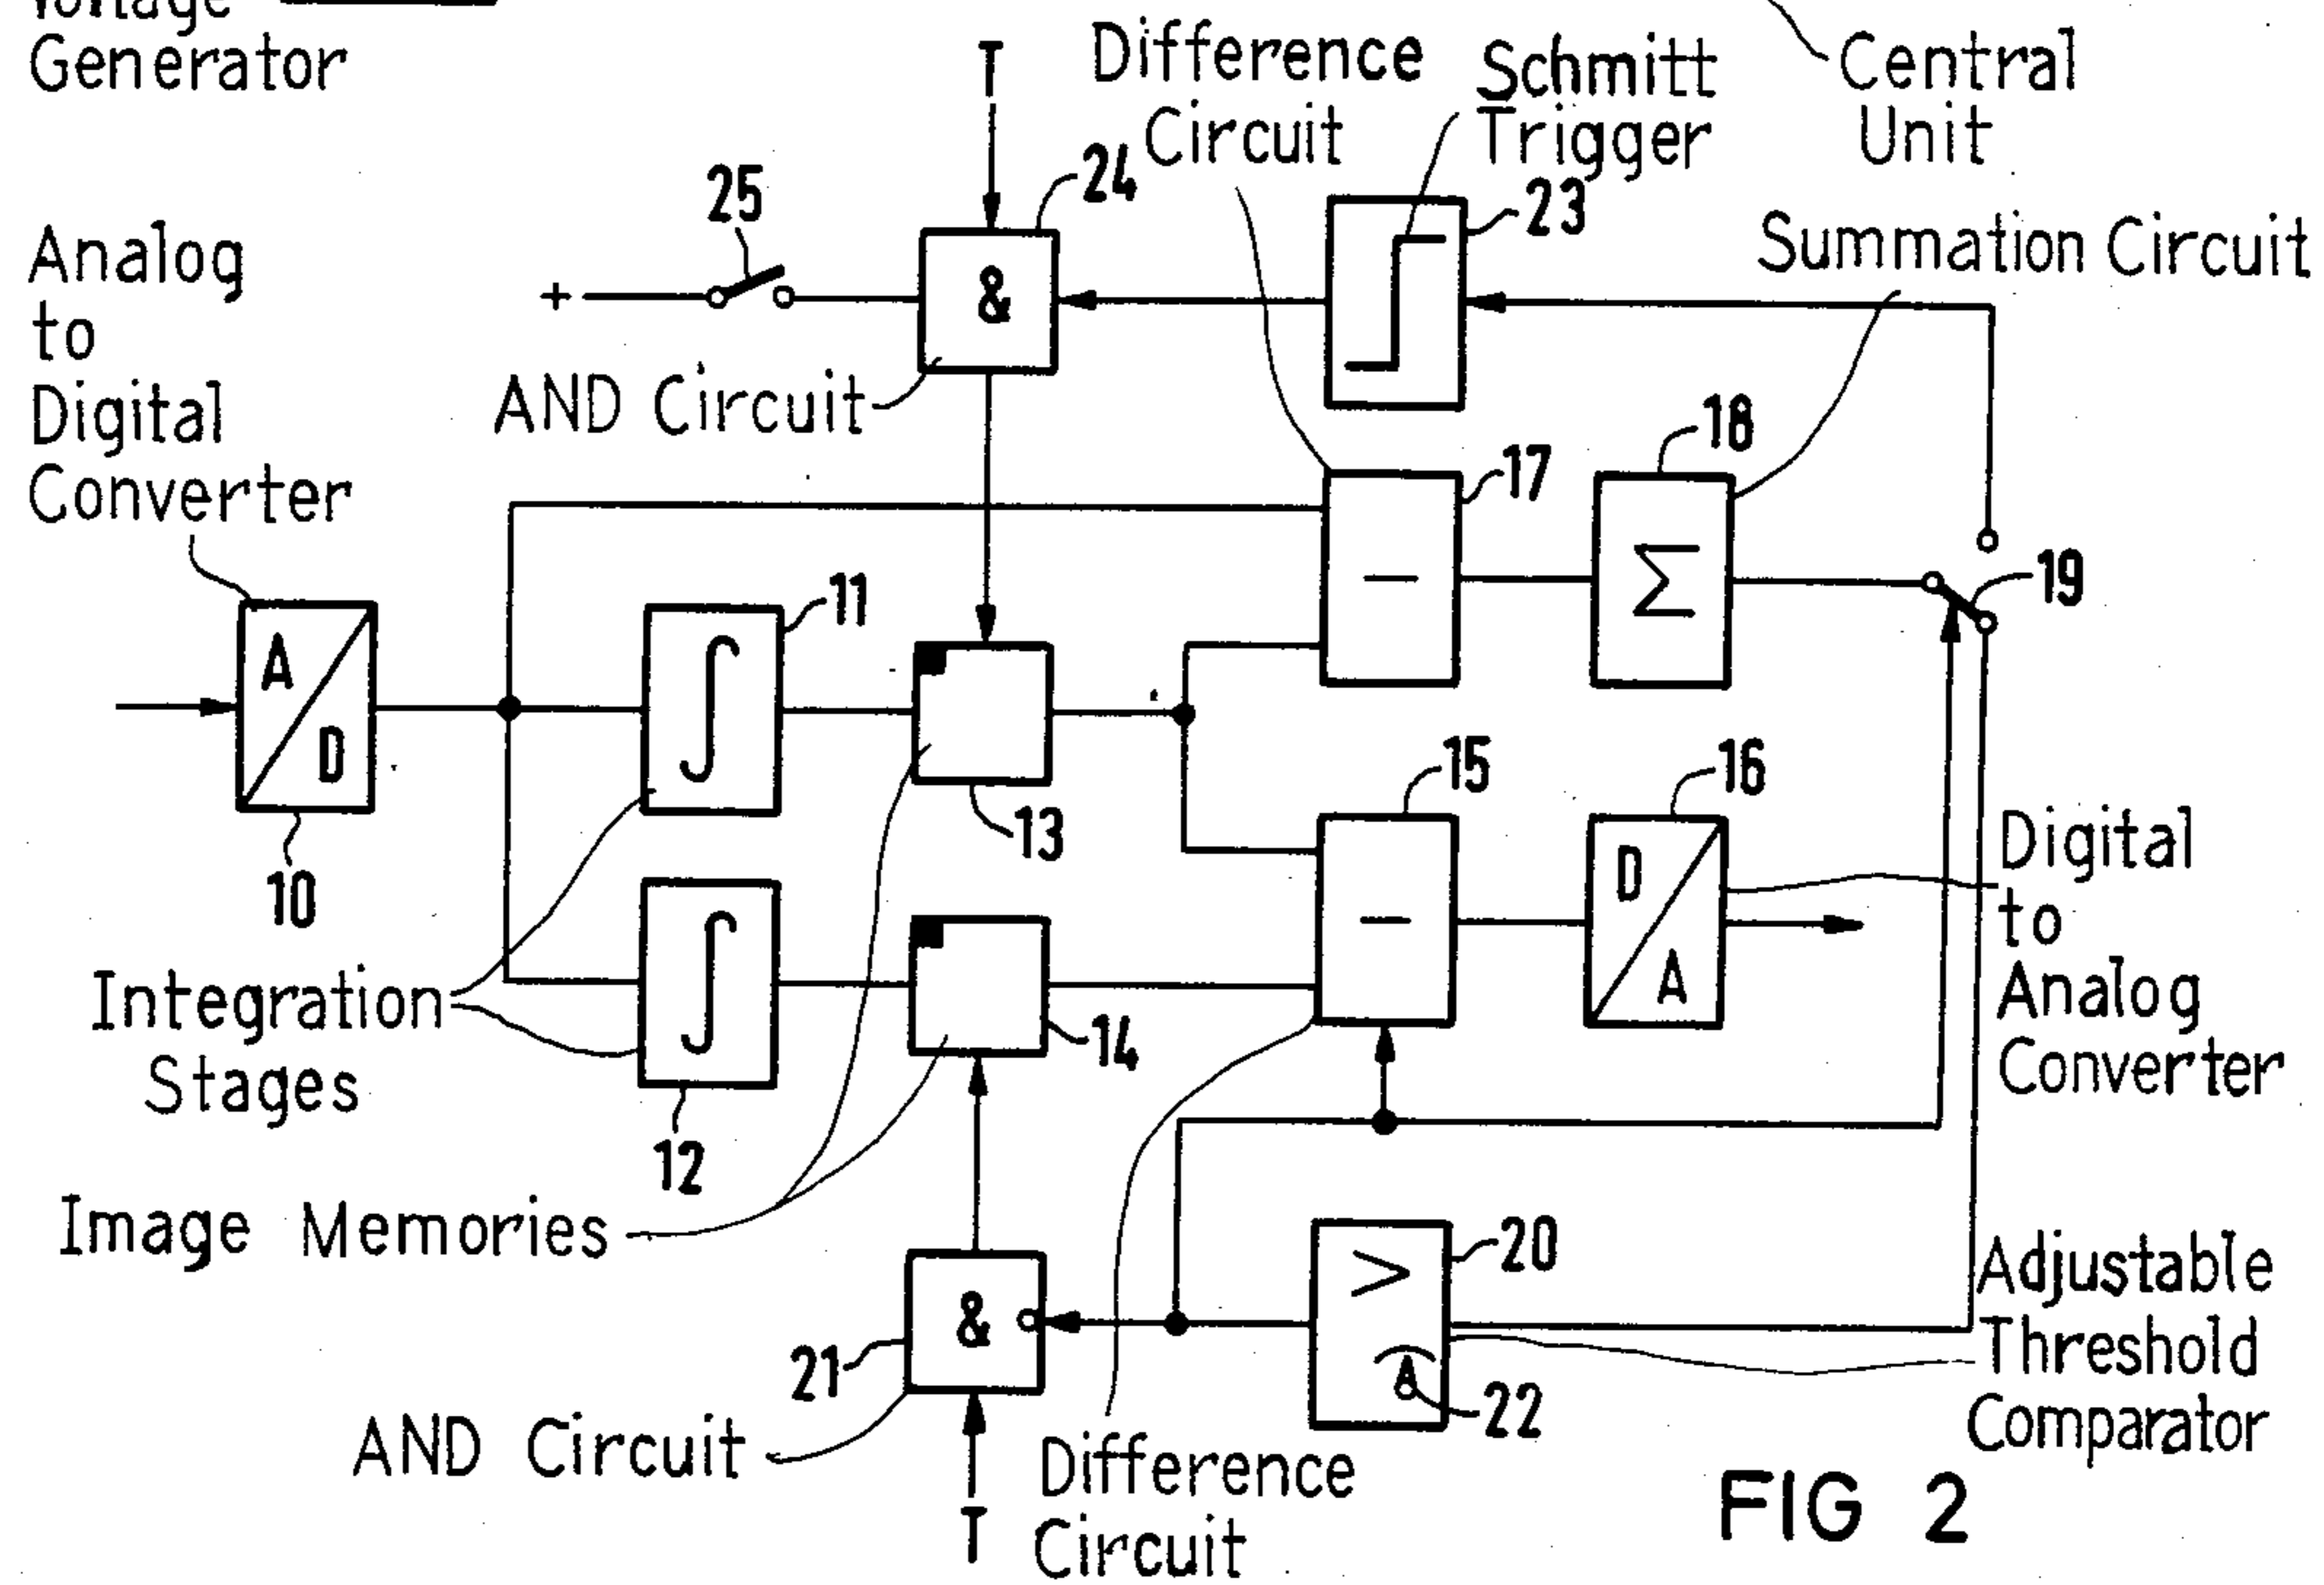 Generator
T
Difference
Circuit
Schmitt
Trigger
Central
Unit
25
24
23
Analog
to
Digital
Converter
Summation Circuit
+
&
AND Circuit
18
17
—
Σ
19
11
A
D
∫
13
10
15
16
—
D
A
Digital
to
Analog
Converter
Integration
Stages
∫
14
12
Image Memories
20
>
&
21
22
Adjustable
Threshold
Comparator
AND Circuit
T
Difference
Circuit
FIG 2